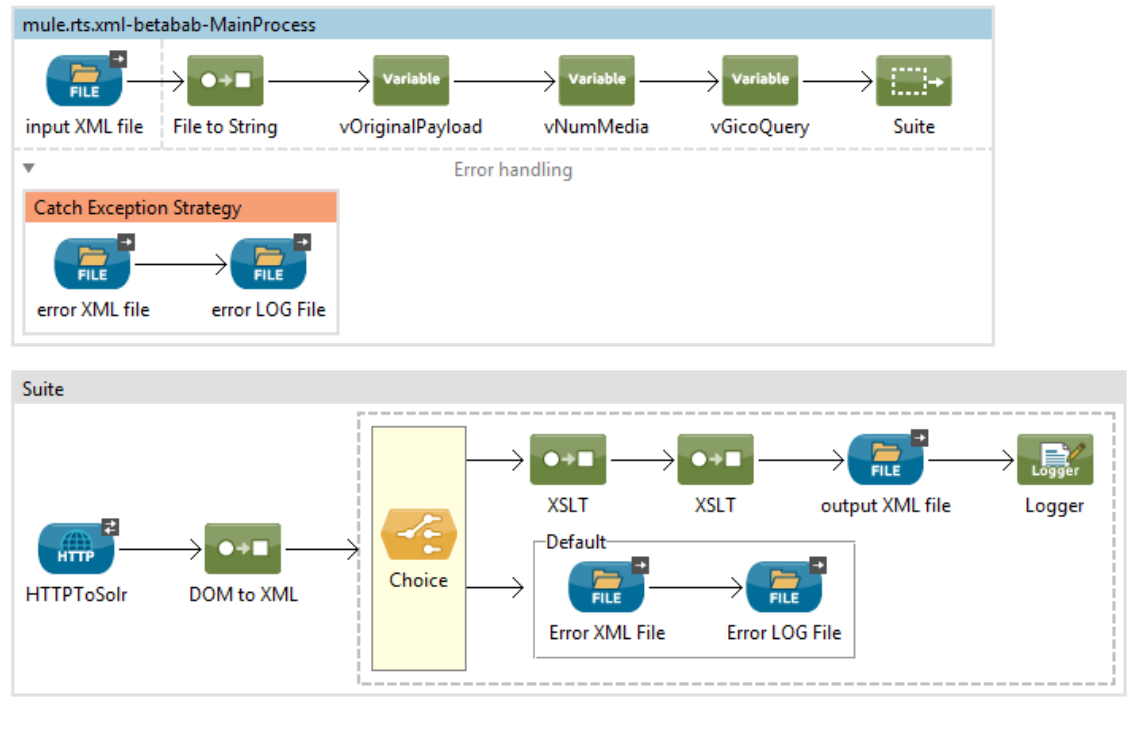 mule.rts.xml-betabab-MainProcess
FILE Variable Variable Variable
input XML file File to String vOriginalPayload vNumMedia vGicoQuery Suite
Error handling
Catch Exception Strategy
FILE FILE
error XML file error LOG File
Suite
FILE Logger
XSLT XSLT output XML file Logger
Default
HTTP
Choice
HTTPToSolr DOM to XML
FILE FILE
Error XML File Error LOG File